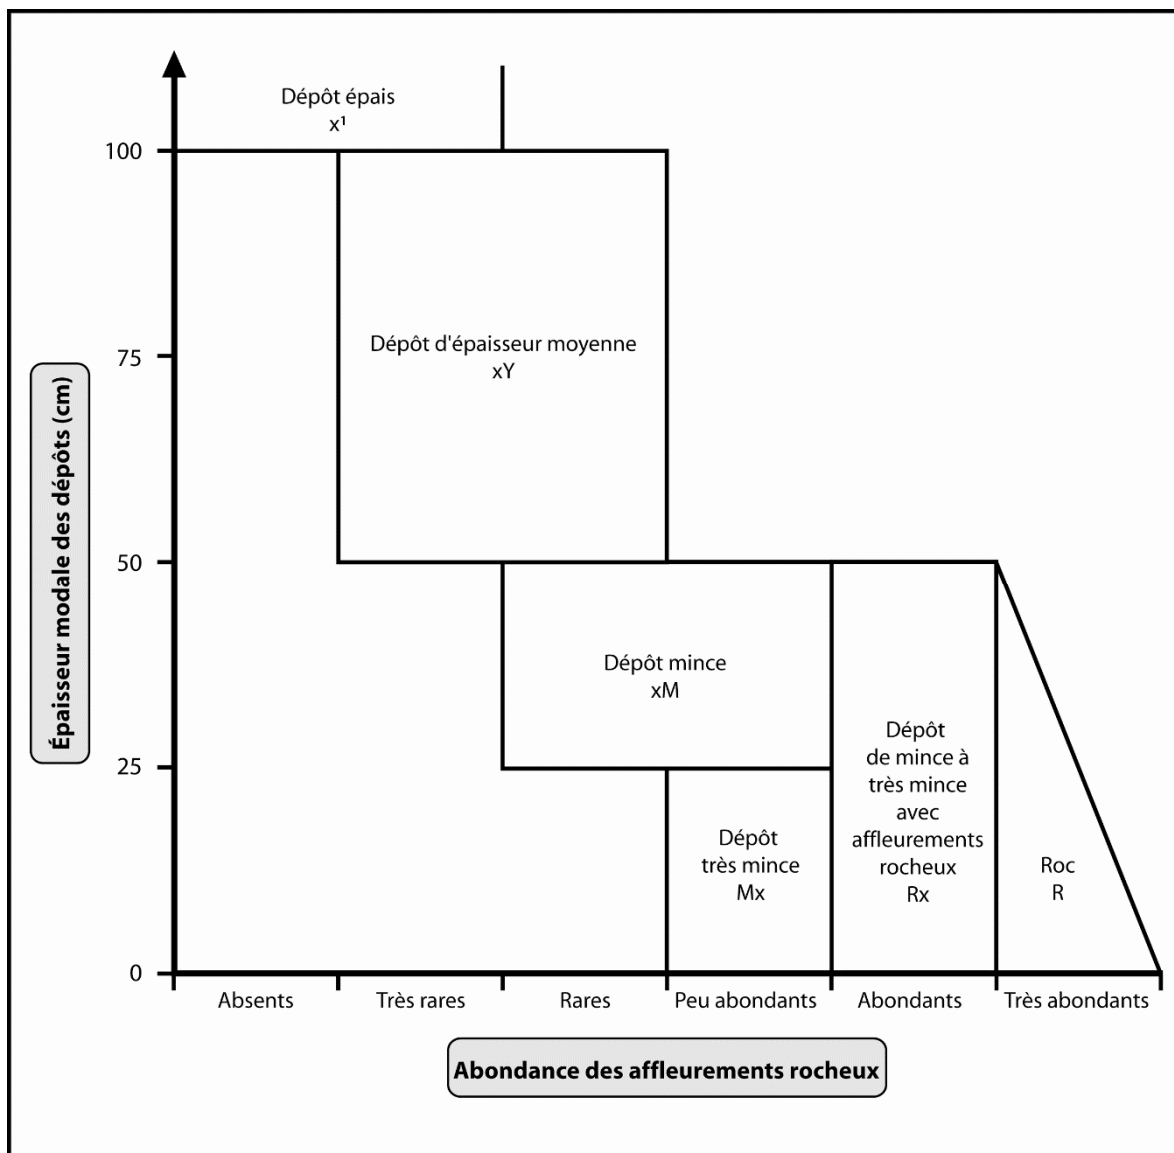 Dépôt épais
x¹
100
Dépôt d'épaisseur moyenne
xY
75
Épaisseur modale des dépôts (cm)
50
Dépôt mince
xM
25
Dépôt
très mince
Mx
Dépôt
de mince à
très mince
avec
affleurements
rocheux
Rx
Roc
R
0
Absents
Très rares
Rares
Peu abondants
Abondants
Très abondants
Abondance des affleurements rocheux